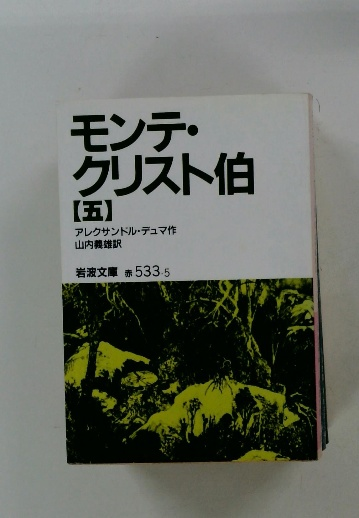 モンテ・
クリスト伯
【五】
アレクサンドル・デュマ作
山内義雄訳
岩波文庫 赤 533-5